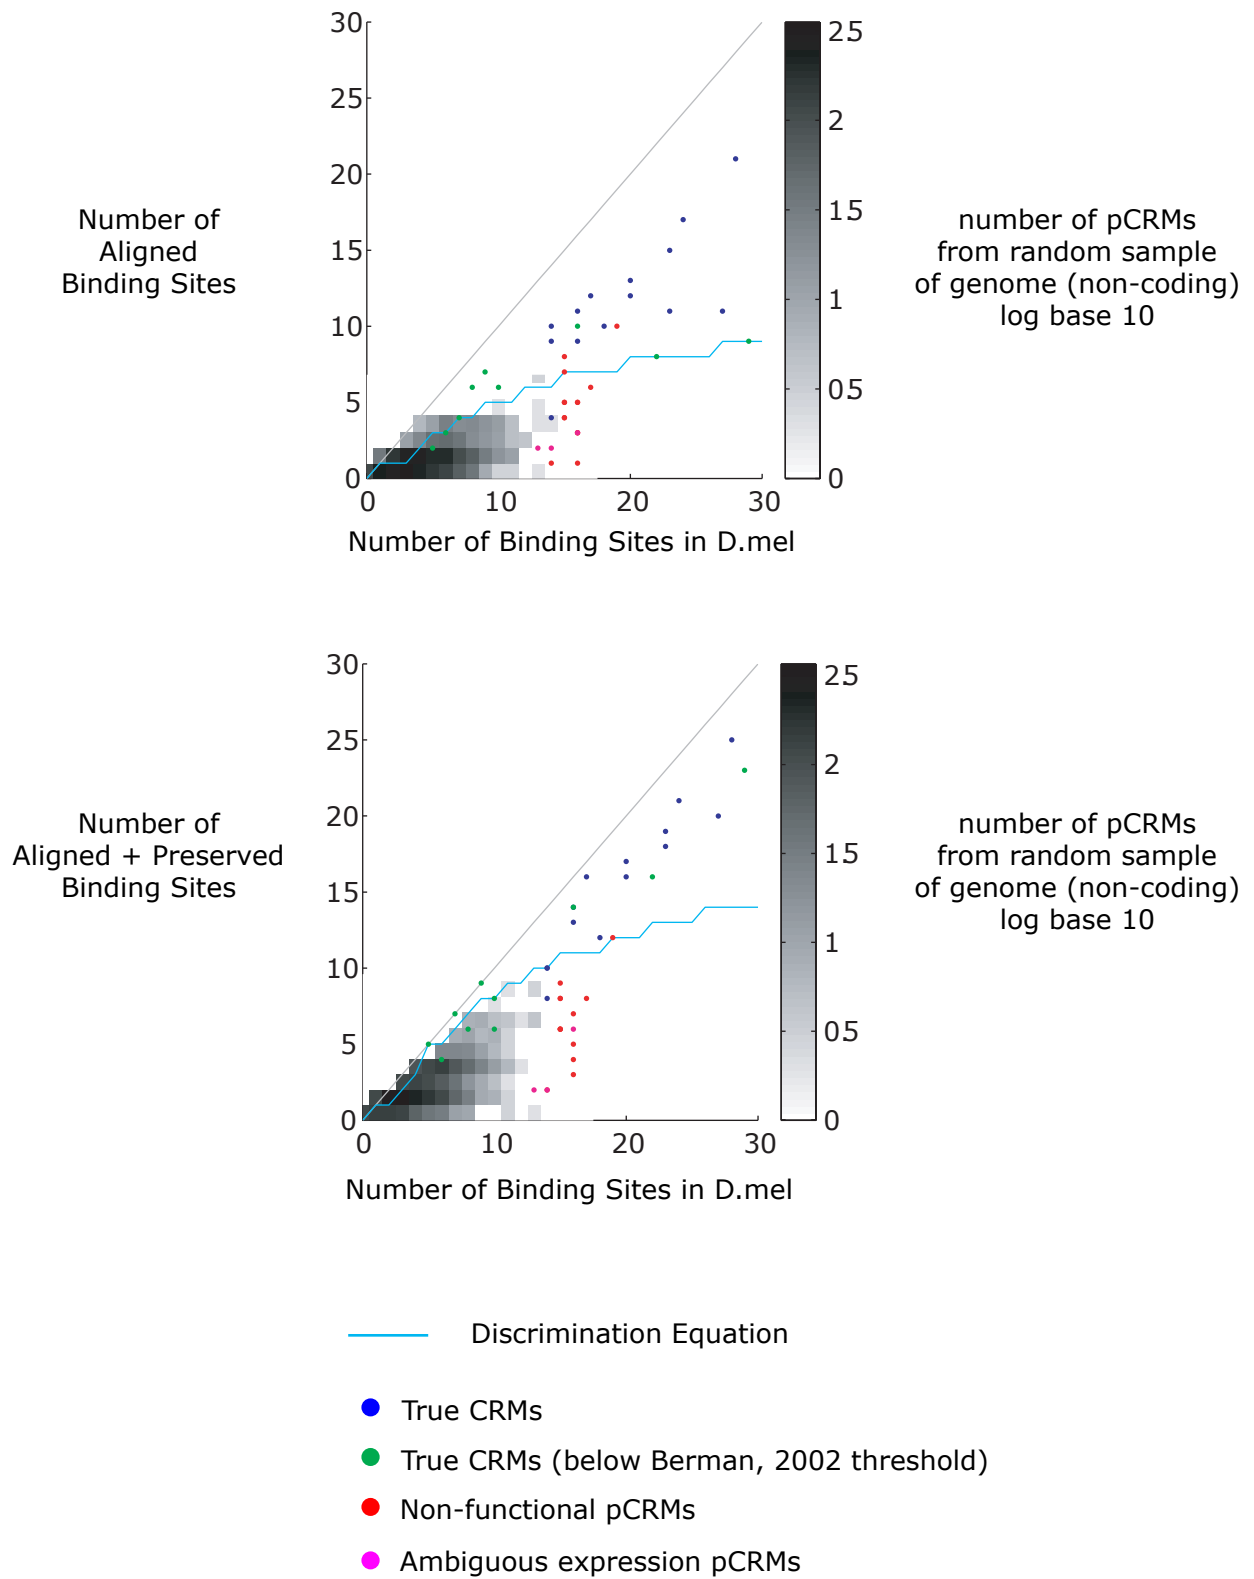 30
25
20
15
10
5
0
0 10 20 30
Number of Binding Sites in D.mel
Number of
Aligned
Binding Sites
25
2
15
1
05
0
number of pCRMs
from random sample
of genome (non-coding)
log base 10
30
25
20
15
10
5
0
0 10 20 30
Number of Binding Sites in D.mel
Number of
Aligned + Preserved
Binding Sites
25
2
15
1
05
0
number of pCRMs
from random sample
of genome (non-coding)
log base 10
Discrimination Equation
True CRMs
True CRMs (below Berman, 2002 threshold)
Non-functional pCRMs
Ambiguous expression pCRMs